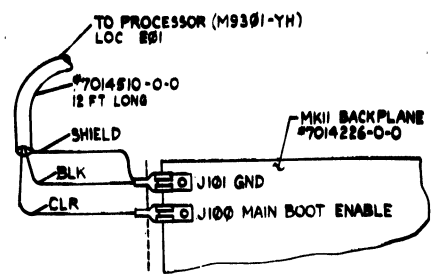 TO PROCESSOR (M9301-YH)
LOC E01
#7014510-0-0
12 FT LONG
SHIELD
MK11 BACKPLANE
#7014226-0-0
BLK
J101 GND
CLR
J100 MAIN BOOT ENABLE